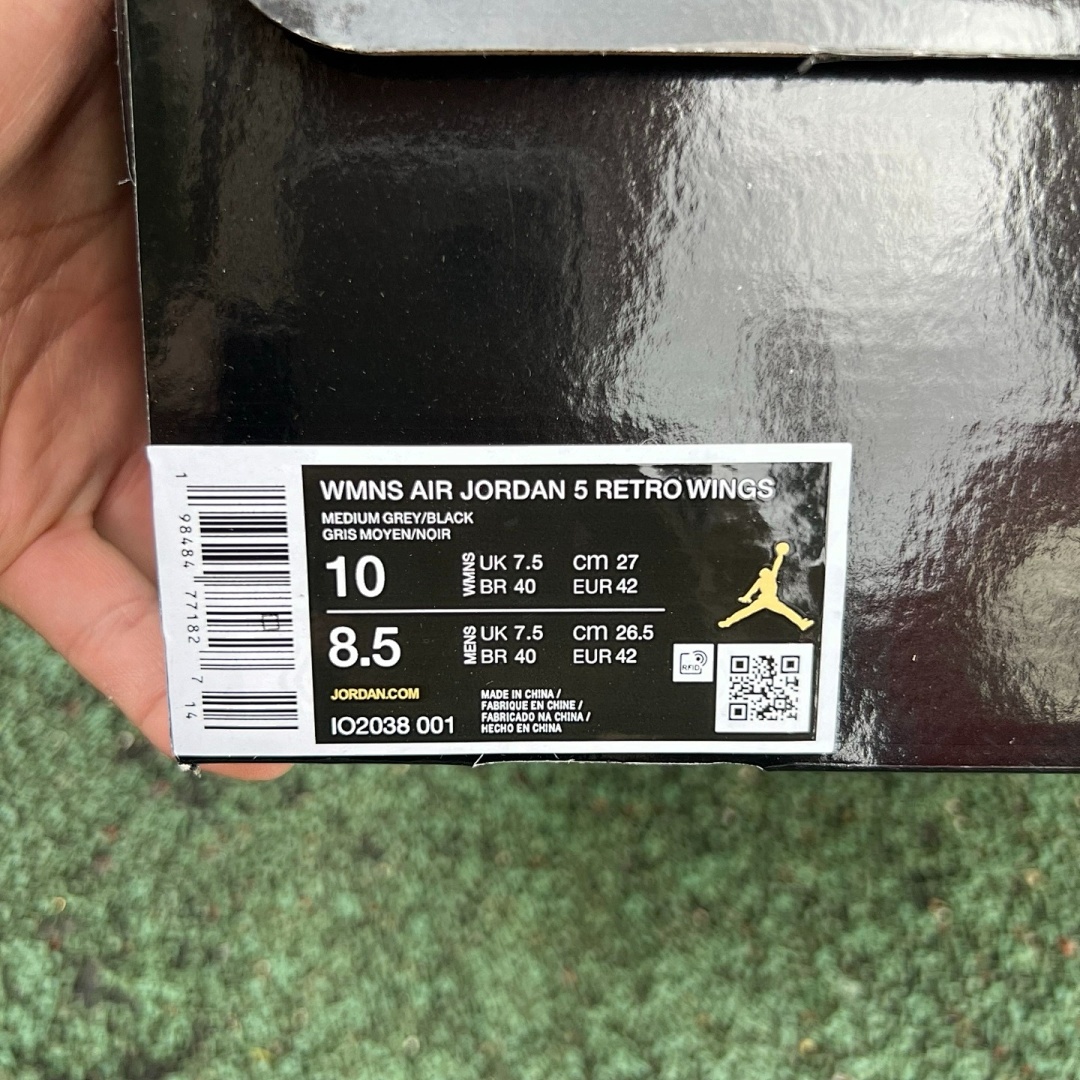 WMNS AIR JORDAN 5 RETRO WINGS
MEDIUM GREY/BLACK
GRIS MOYEN/NOIR
10
WMNS
UK 7.5 cm 27
BR 40 EUR 42
8.5
MENS
UK 7.5 cm 26.5
BR 40 EUR 42
RFID
JORDAN.COM
IO2038 001
MADE IN CHINA /
FABRIQUE EN CHINE /
FABRICADO NA CHINA /
HECHO EN CHINA
1 98484 77182 7 14